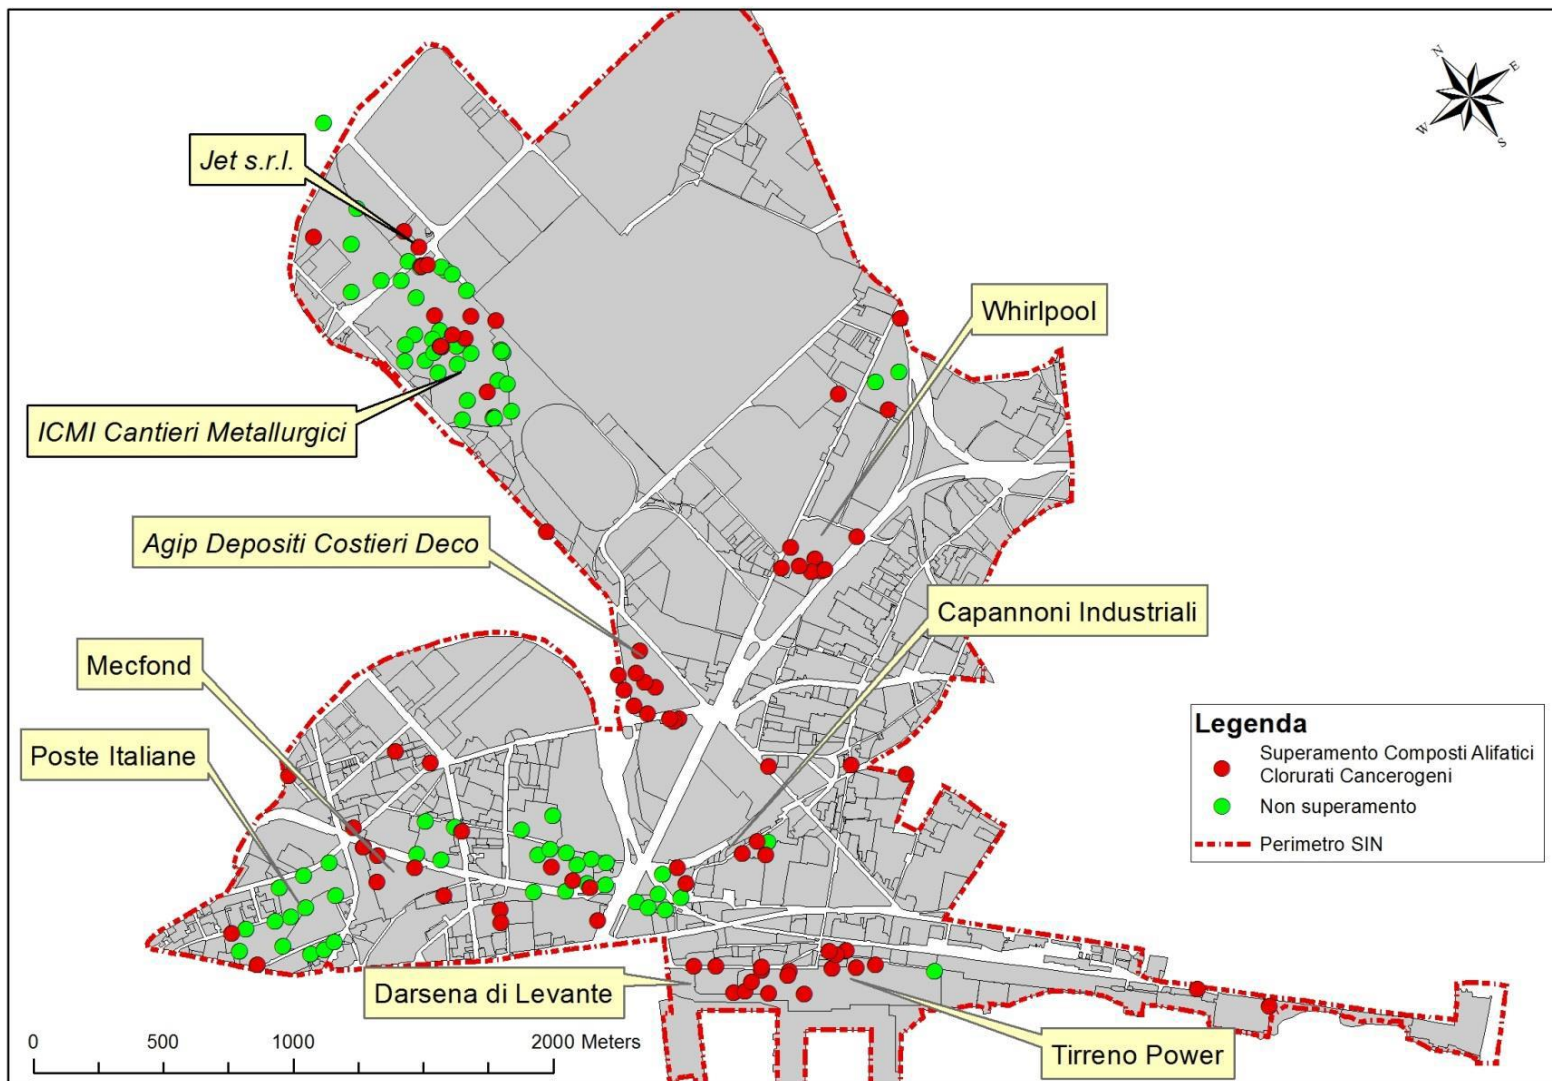 N
E
W
S
Jet s.r.l.
Whirlpool
ICMI Cantieri Metallurgici
Agip Depositi Costieri Deco
Capannoni Industriali
Mecfond
Poste Italiane
Legenda
Superamento Composti Alifatici
Clorurati Cancerogeni
Non superamento
Perimetro SIN
Darsena di Levante
Tirreno Power
0 500 1000 2000 Meters